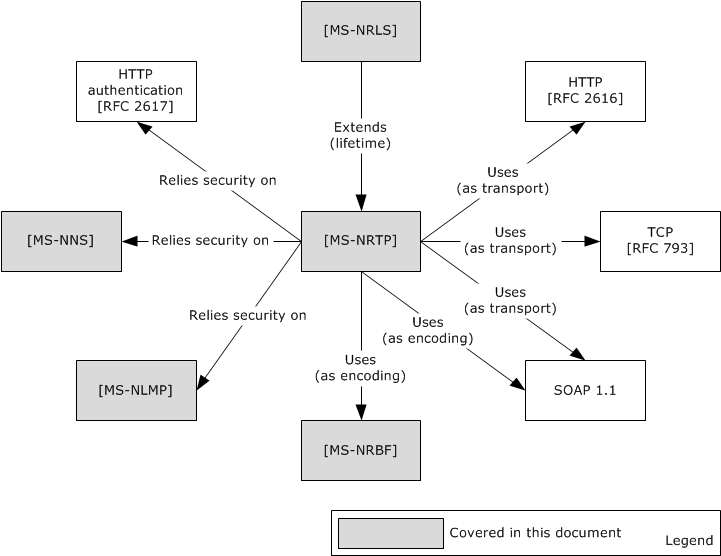 [MS-NRLS]
HTTP
authentication
[RFC 2617]
HTTP
[RFC 2616]
Extends
(lifetime)
Relies security on
Uses
(as transport)
[MS-NNS]
Relies security on
[MS-NRTP]
Uses
(as transport)
TCP
[RFC 793]
Uses
(as transport)
Relies security on
Uses
(as encoding)
Uses
(as encoding)
[MS-NLMP]
SOAP 1.1
[MS-NRBF]
Covered in this document
Legend